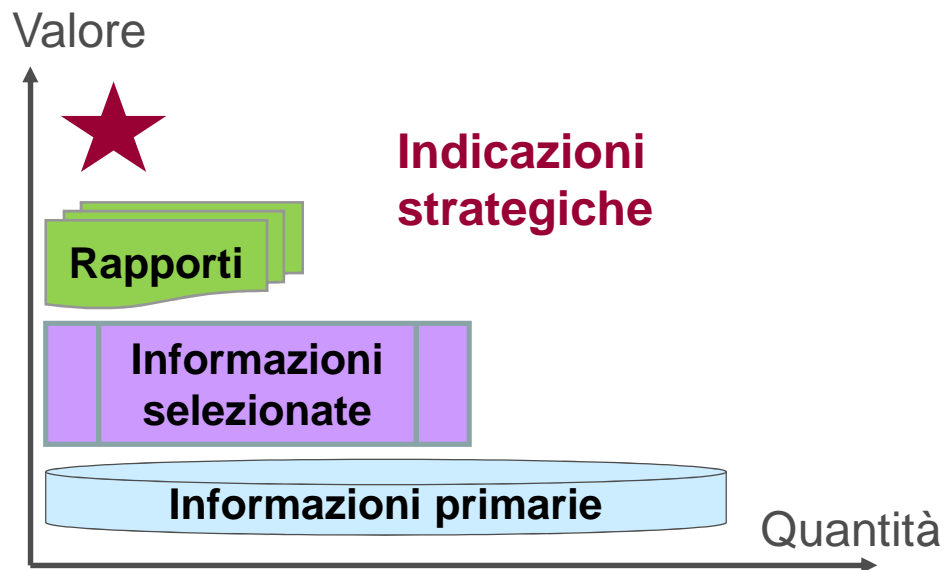 Valore
Indicazioni
strategiche
Rapporti
Informazioni
selezionate
Informazioni primarie
Quantità